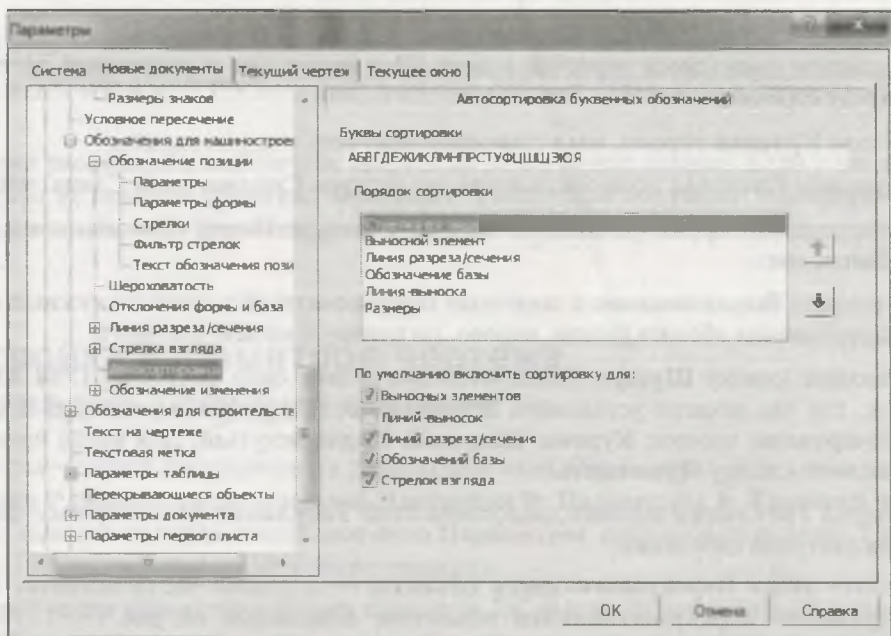 Параметры
Система Новые документы Текущий чертеж Текущее окно
Размеры знаков
Условное пересечение
Обозначения для машиностроен
Обозначение позиции
Параметры
Параметры формы
Стрелки
Фильтр стрелок
Текст обозначения пози
Шероховатость
Отклонения формы и база
Линия разреза/сечения
Стрелка взгляда
Автосортировка
Обозначение изменения
Обозначения для строительств
Текст на чертеже
Текстовая метка
Параметры таблицы
Перекрывающиеся объекты
Параметры документа
Параметры первого листа
Автосортировка буквенных обозначений
Буквы сортировки
АБВГДЕЖИКЛМНПРСТУФЦШЩЭЮЯ
Порядок сортировки
Выносной элемент
Линия разреза/сечения
Обозначение базы
Линия-выноска
Размеры
По умолчанию включить сортировку для:
Выносных элементов
Линий-выносок
Линий разреза/сечения
Обозначений базы
Стрелок взгляда
OK Отмена Справка